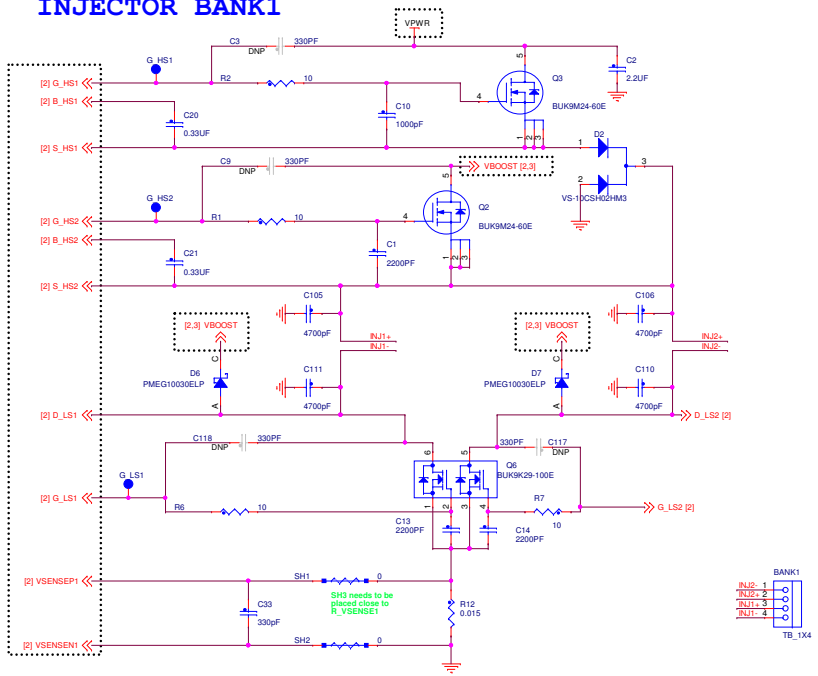 INJECTOR BANK1
VPWR
C3
330PF
DNP
G_HS1
5
C2
2.2UF
Q3
BUK9M24-60E
[2] G_HS1
R2
10
4
[2] B_HS1
C20
0.33UF
C10
1000pF
1
2
3
1
D2
[2] S_HS1
C9
330PF
DNP
VBOOST [2,3]
3
2
VS-10CSH02HM3
5
G_HS2
Q2
BUK9M24-60E
[2] G_HS2
R1
10
4
[2] B_HS2
C21
0.33UF
C1
2200PF
1
2
3
[2] S_HS2
C105
4700pF
C106
4700pF
[2,3] VBOOST
[2,3] VBOOST
INJ1+
INJ1-
INJ2+
INJ2-
C
D6
PMEG10030ELP
A
C111
4700pF
C
D7
PMEG10030ELP
A
C110
4700pF
[2] D_LS1
D_LS2 [2]
C118
330PF
DNP
330PF
C117
DNP
6
5
Q6
BUK9K29-100E
G_LS1
[2] G_LS1
R6
10
1
2
3
4
R7
10
G_LS2 [2]
C13
2200PF
C14
2200PF
[2] VSENSEP1
SH1
0
SH3 needs to be
placed close to
R_VSENSE1
C33
330pF
R12
0.015
[2] VSENSEN1
SH2
0
BANK1
INJ2- 1
INJ2+ 2
INJ1+ 3
INJ1- 4
TB_1X4